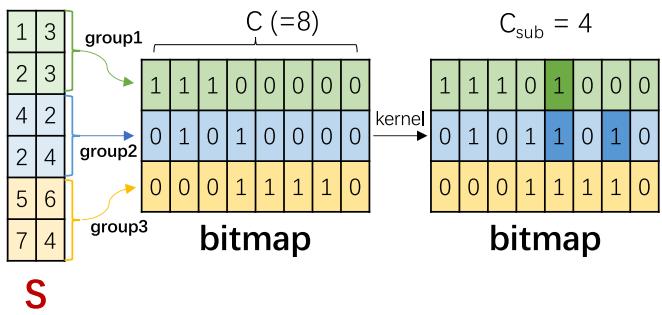 C (=8)
C_sub = 4
1 3
2 3
4 2
2 4
5 6
7 4
S
group1
group2
group3
1 1 1 0 0 0 0 0
0 1 0 1 0 0 0 0
0 0 0 1 1 1 1 0
bitmap
kernel
1 1 1 0 1 0 0 0
0 1 0 1 1 0 1 0
0 0 0 1 1 1 1 0
bitmap